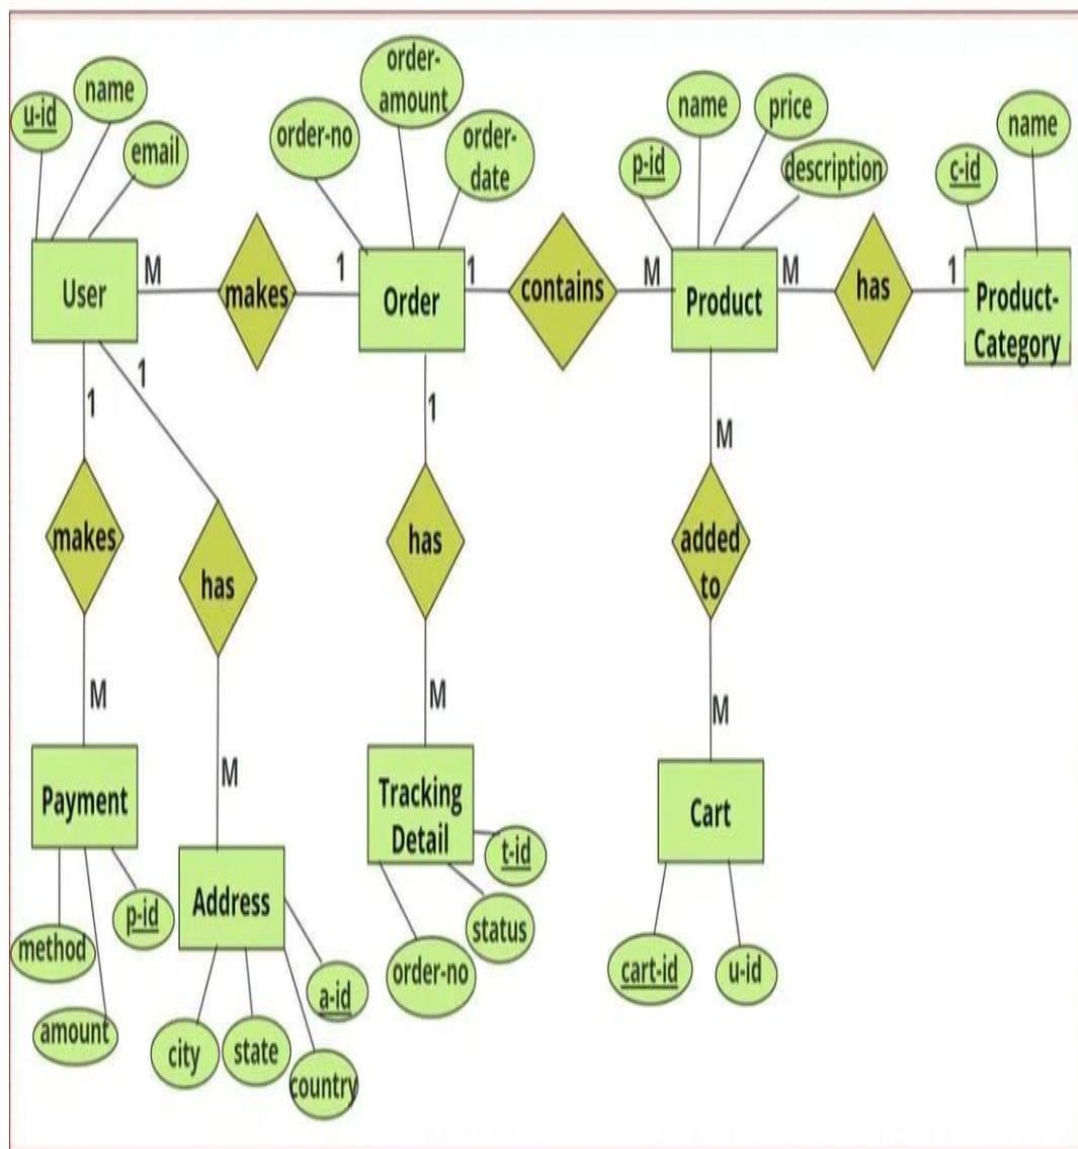 u-id
name
email
order-no
order-
amount
order-
date
p-id
name
price
description
c-id
name
User
M
makes
1
Order
1
contains
M
Product
M
has
1
Product-
Category
1
1
1
M
makes
has
has
added
to
M
M
M
M
Payment
Address
Tracking
Detail
Cart
method
amount
p-id
city
state
country
a-id
order-no
status
t-id
cart-id
u-id